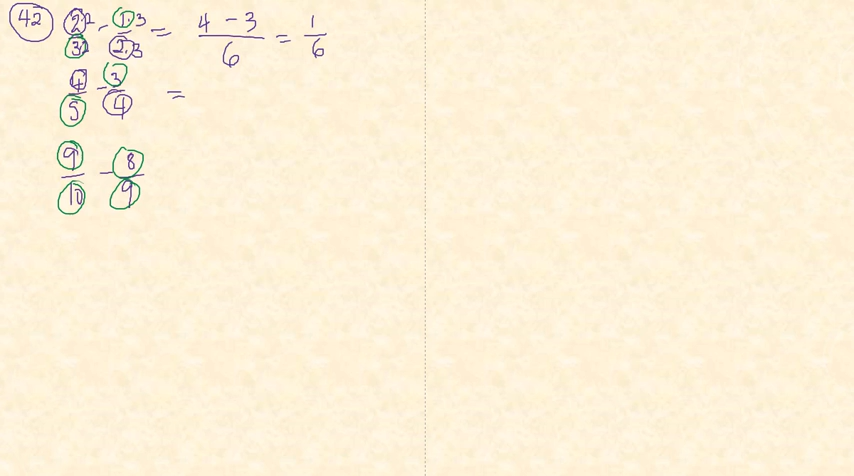 42 2·2/3·2 - 1·3/2·3 = 4 - 3/6 = 1/6
4/5 - 3/4 =
9/10 - 8/9